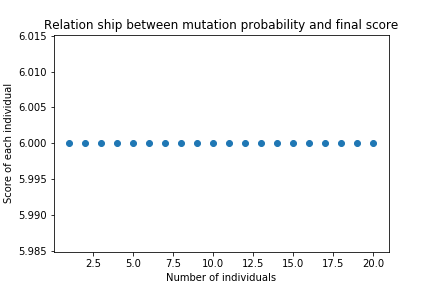 Relation ship between mutation probability and final score
6.015
6.010
6.005
6.000
5.995
5.990
5.985
Score of each individual
2.5 5.0 7.5 10.0 12.5 15.0 17.5 20.0
Number of individuals